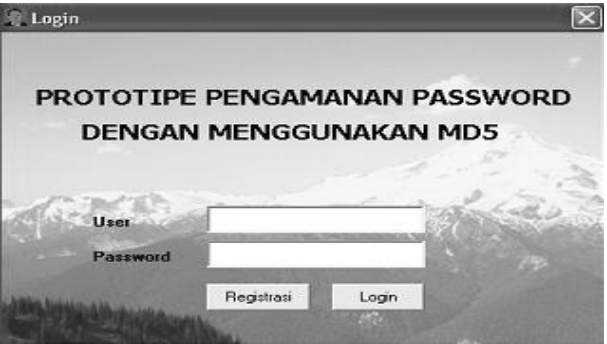 Login
PROTOTIPE PENGAMANAN PASSWORD
DENGAN MENGGUNAKAN MD5
User
Password
Registrasi Login